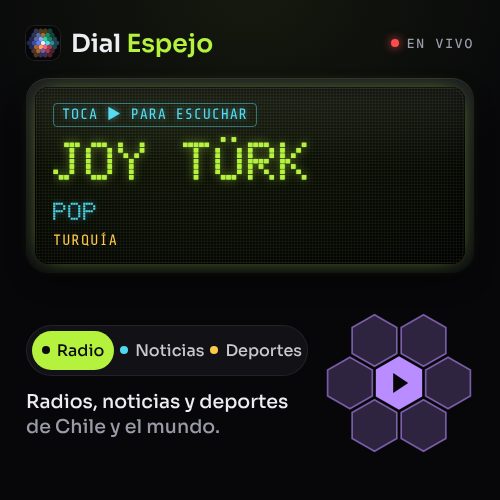 Dial Espejo
EN VIVO
TOCA ▶ PARA ESCUCHAR
JOY TÜRK
POP
TURQUÍA
Radio
Noticias
Deportes
Radios, noticias y deportes
de Chile y el mundo.